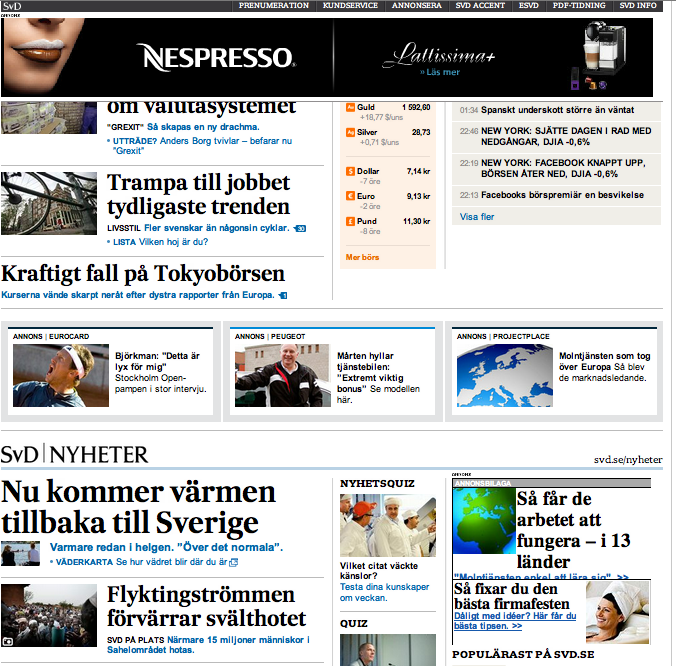 SvD
PRENUMERATION
KUNDSERVICE
ANNONSERA
SVD ACCENT
ESVD
PDF-TIDNING
SVD INFO
ANNONS
NESPRESSO®
Lattissima+
» Läs mer
om valutasystemet
"GREXIT" Så skapas en ny drachma.
• UTTRÄDE? Anders Borg tvivlar – befarar nu
"Grexit"
Trampa till jobbet
tydligaste trenden
LIVSSTIL Fler svenskar än någonsin cyklar. 30
• LISTA Vilken hoj är du?
Kraftigt fall på Tokyobörsen
Kurserna vände skarpt neråt efter dystra rapporter från Europa. 1
Au Guld 1 592,60
+18,77 $/uns
Ag Silver 28,73
+0,71 $/uns
$ Dollar 7,14 kr
-7 öre
€ Euro 9,13 kr
-2 öre
£ Pund 11,30 kr
-8 öre
Mer börs
01:34 Spanskt underskott större än väntat
22:46 NEW YORK: SJÄTTE DAGEN I RAD MED
NEDGÅNGAR, DJIA -0,6%
22:19 NEW YORK: FACEBOOK KNAPPT UPP,
BÖRSEN ÅTER NED, DJIA -0,6%
22:13 Facebooks börspremiär en besvikelse
Visa fler
ANNONS | EUROCARD
Björkman: "Detta är
lyx för mig"
Stockholm Open-
pampen i stor intervju.
ANNONS | PEUGEOT
Mårten hyllar
tjänstebilen:
"Extremt viktig
bonus" Se modellen
här.
ANNONS | PROJECTPLACE
Molntjänsten som tog
över Europa Så blev
de marknadsledande.
SvD | NYHETER
svd.se/nyheter
Nu kommer värmen
tillbaka till Sverige
Varmare redan i helgen. "Över det normala".
• VÄDERKARTA Se hur vädret blir där du är
Flyktingströmmen
förvärrar svälthotet
SVD PÅ PLATS Närmare 15 miljoner människor i
Sahelområdet hotas.
NYHETSQUIZ
Vilket citat väckte
känslor?
Testa dina kunskaper
om veckan.
QUIZ
ANNONS
ANNONSBILAGA
Så får de
arbetet att
fungera – i 13
länder
"Molntjänsten enkel att lära sig" >>
Så fixar du den
bästa firmafesten
Dåligt med idéer? Här får du
bästa tipsen. >>
POPULÄRAST PÅ SVD.SE